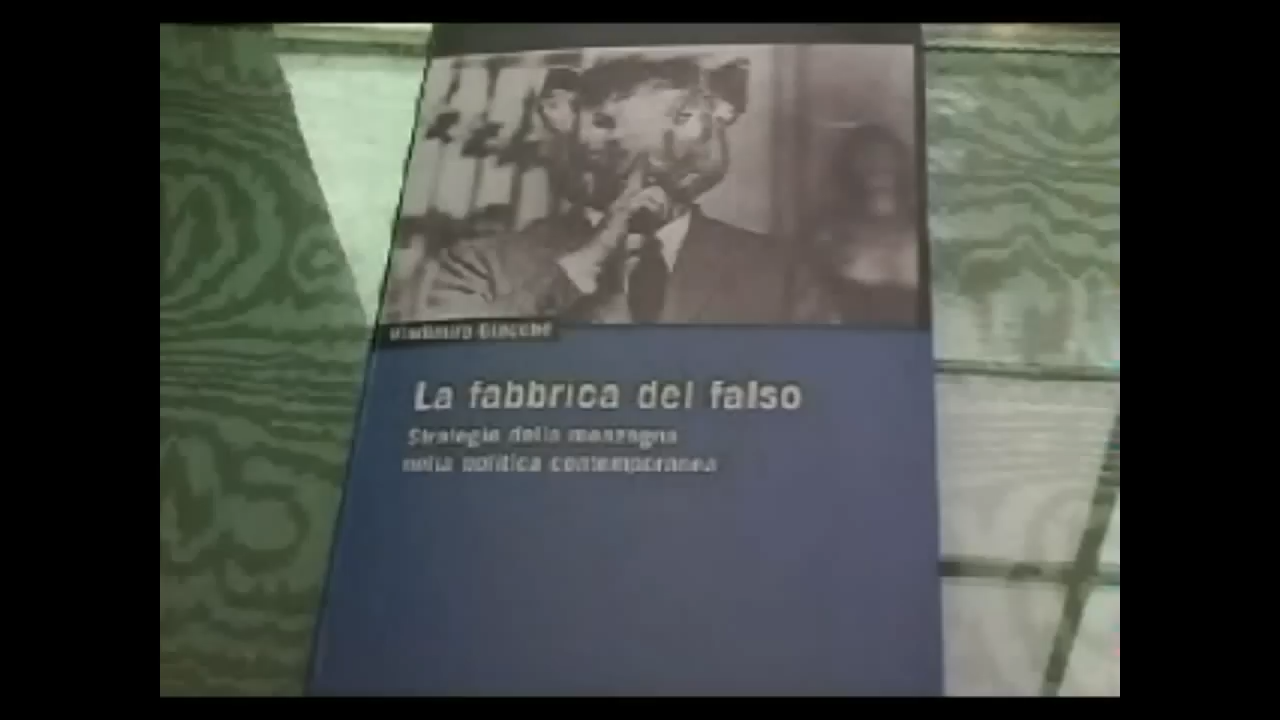 Vladimiro Giacché
La fabbrica del falso
Strategie della menzogna
nella politica contemporanea